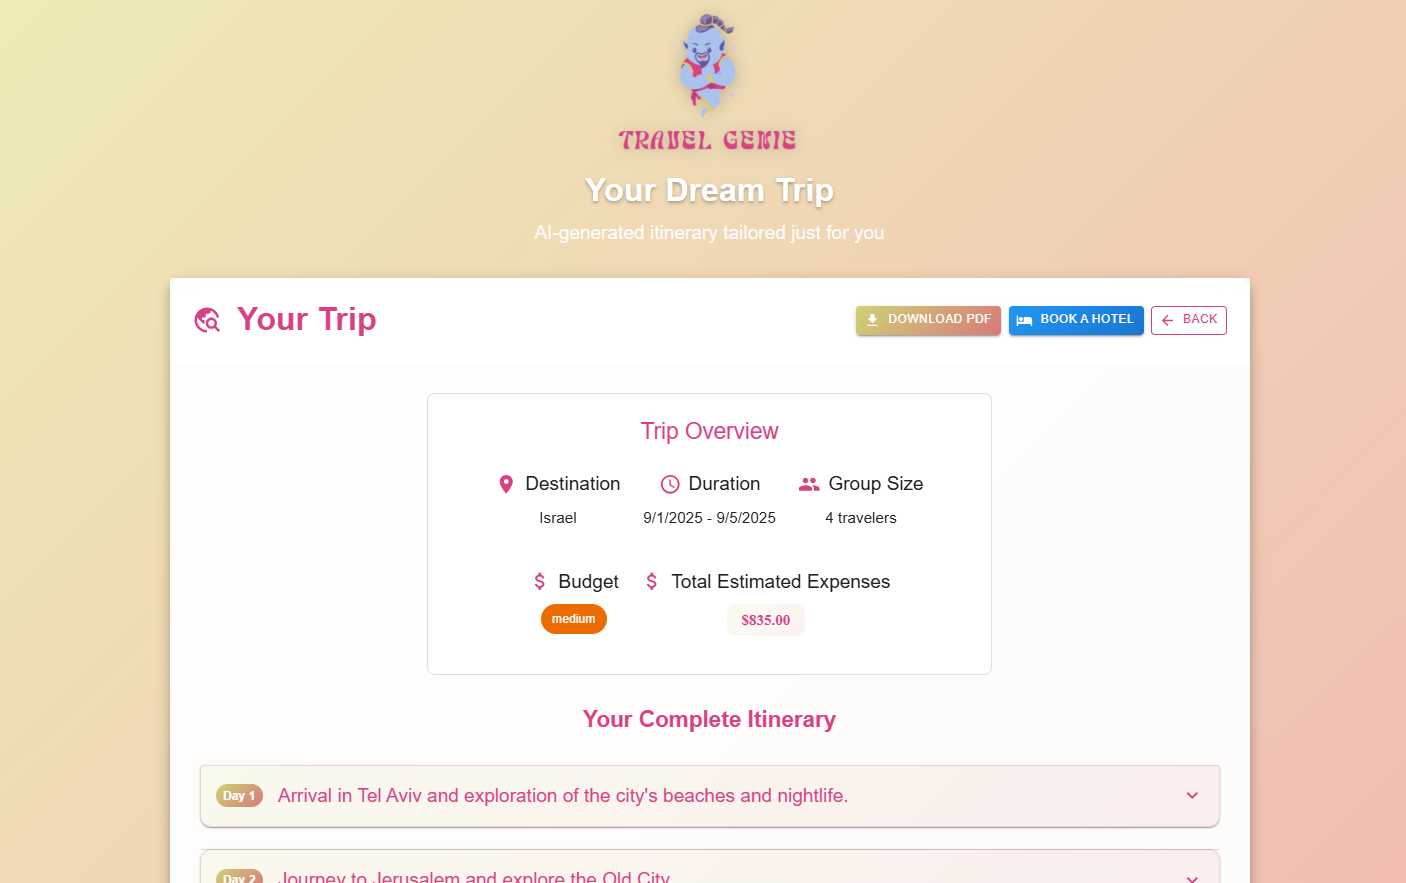 TRAVEL GENIE
Your Dream Trip
AI-generated itinerary tailored just for you
Your Trip
DOWNLOAD PDF
BOOK A HOTEL
BACK
Trip Overview
Destination
Duration
Group Size
Israel
9/1/2025 - 9/5/2025
4 travelers
$ Budget
$ Total Estimated Expenses
medium
$835.00
Your Complete Itinerary
Day 1 Arrival in Tel Aviv and exploration of the city's beaches and nightlife.
Day 2 Journey to Jerusalem and explore the Old City.